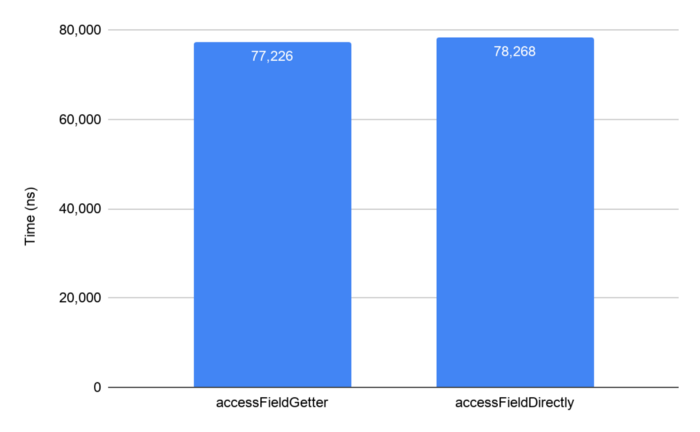 80,000
77,226
78,268
60,000
Time (ns)
40,000
20,000
0
accessFieldGetter
accessFieldDirectly